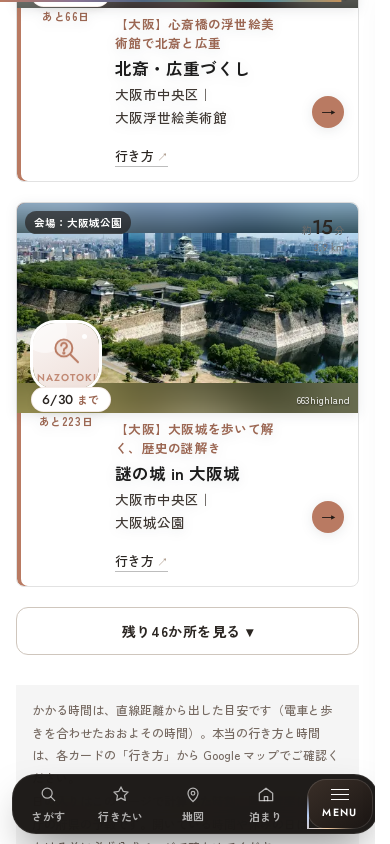 あと66日
【大阪】心斎橋の浮世絵美
術館で北斎と広重
北斎・広重づくし
大阪市中央区｜
大阪浮世絵美術館
→
行き方 ↗
会場：大阪城公園
15
NAZOTOKI
6/30 まで
663highland
あと223日
【大阪】大阪城を歩いて解
く、歴史の謎解き
謎の城 in 大阪城
大阪市中央区｜
大阪城公園
→
行き方 ↗
残り46か所を見る ▾
かかる時間は、直線距離から出した目安です（電車と歩
きを合わせたおおよその時間）。本当の行き方と時間
は、各カードの「行き方」から Google マップでご確認く
さがす
行きたい
地図
泊まり
MENU